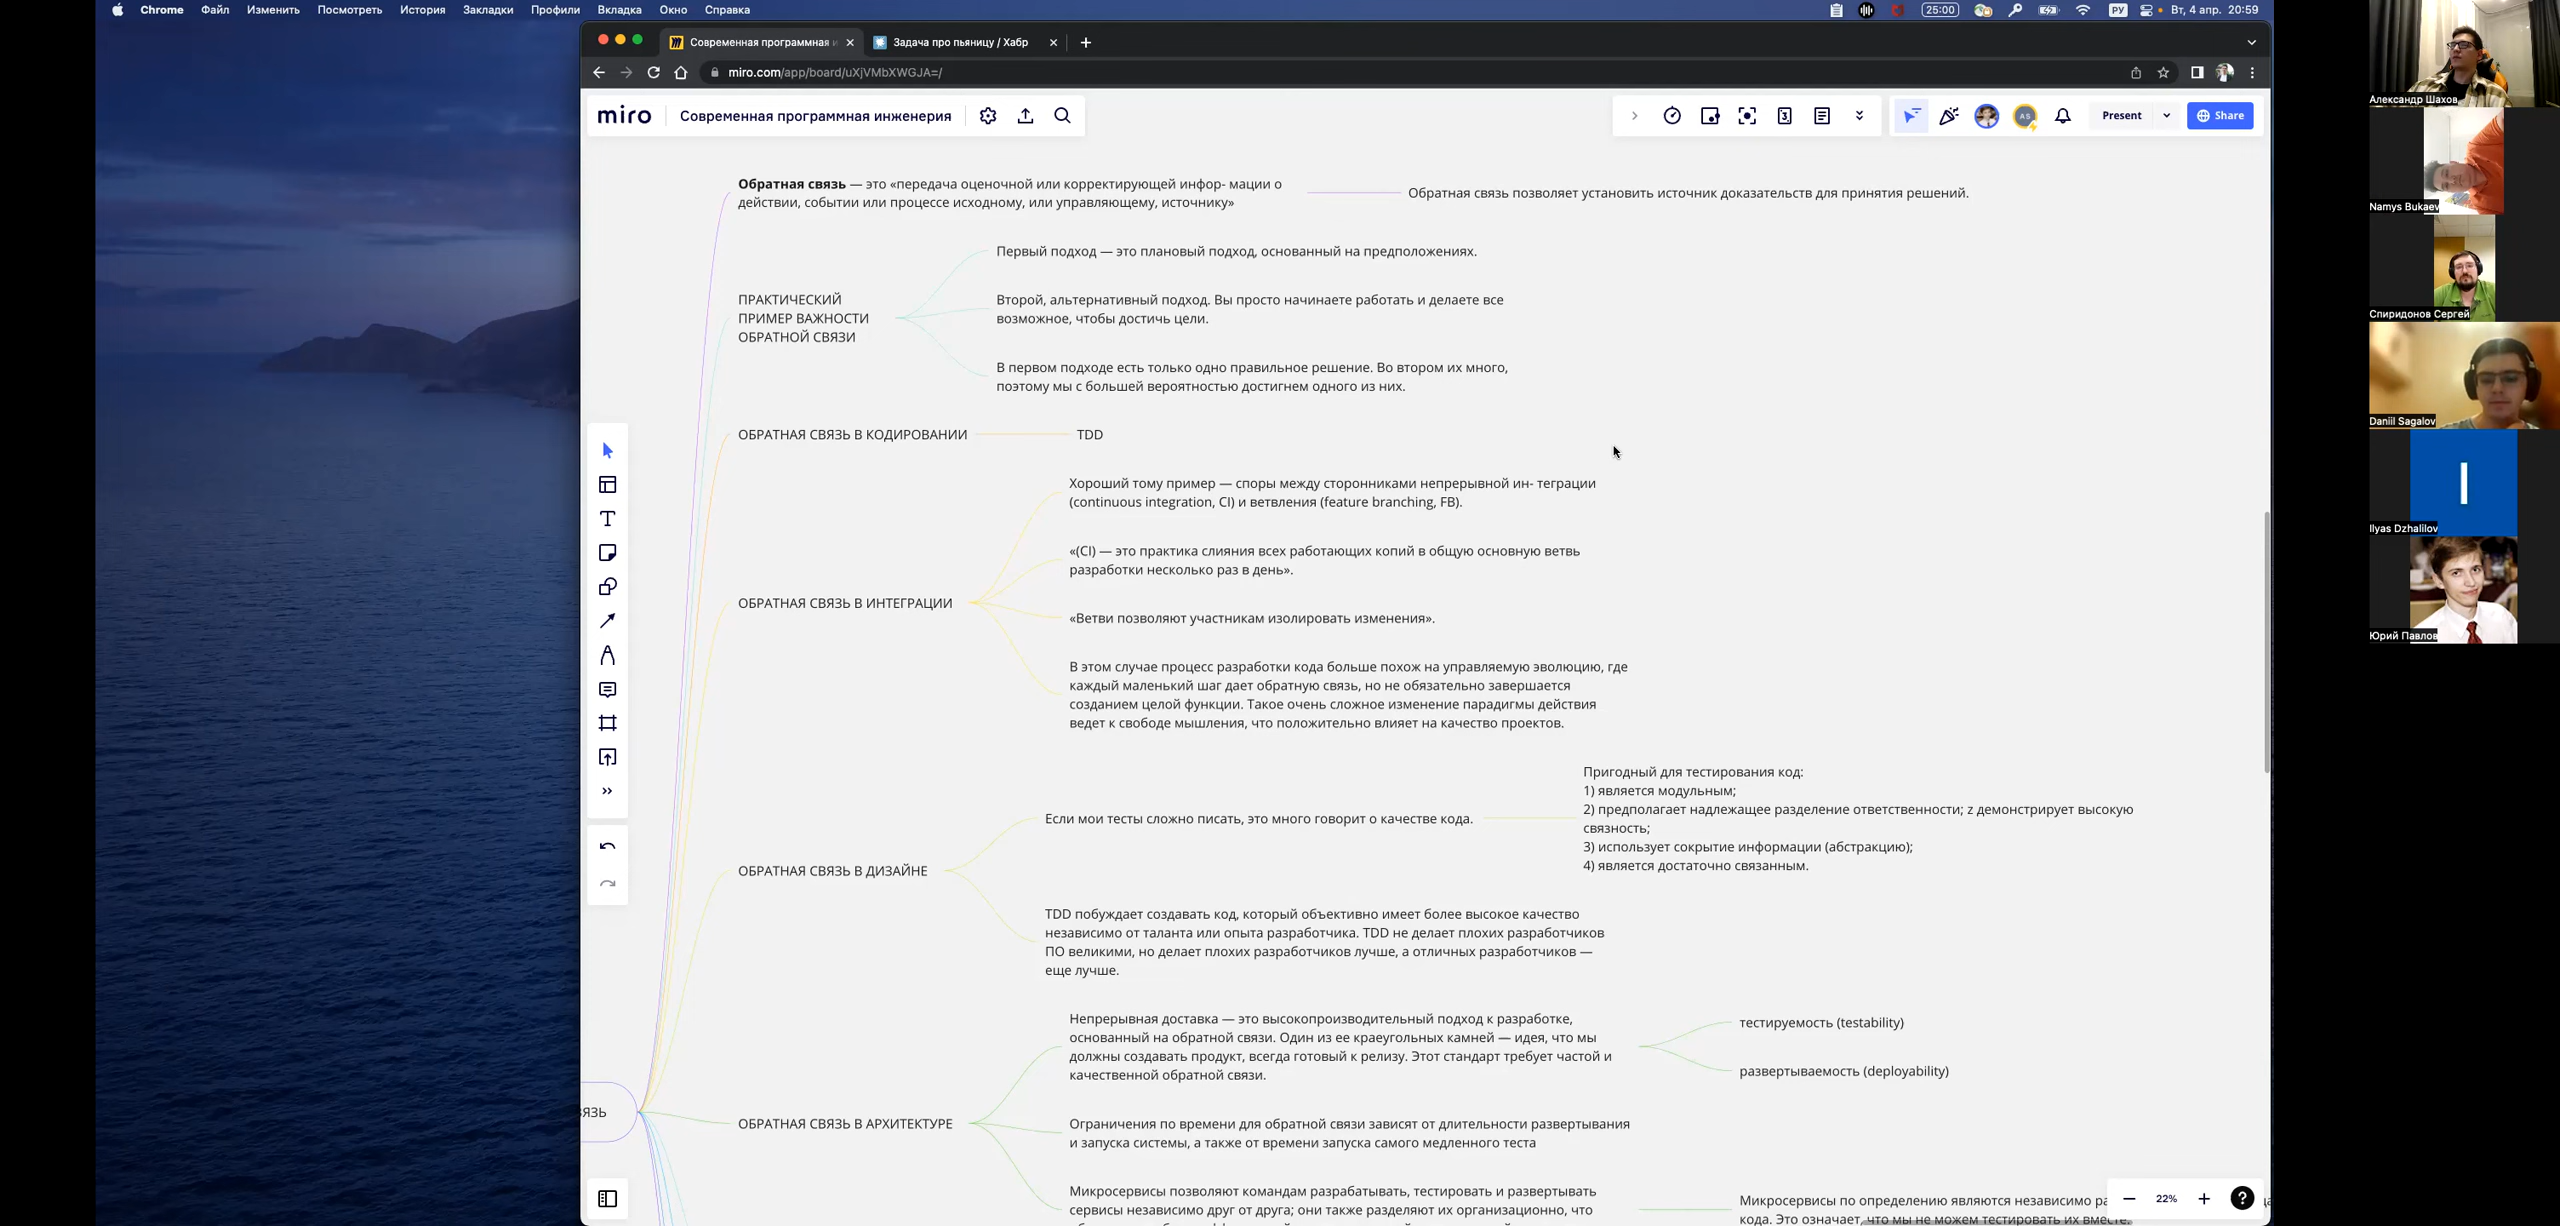 Chrome Файл Изменить Посмотреть История Закладки Профили Вкладка Окно Справка
25:00 РУ Вт, 4 апр. 20:59
Современная программная и
Задача про пьяницу / Хабр
miro.com/app/board/uXjVMbXWGJA=/
miro Современная программная инженерия
AS Present Share
Обратная связь — это «передача оценочной или корректирующей инфор- мации о
действии, событии или процессе исходному, или управляющему, источнику»
Обратная связь позволяет установить источник доказательств для принятия решений.
ПРАКТИЧЕСКИЙ
ПРИМЕР ВАЖНОСТИ
ОБРАТНОЙ СВЯЗИ
Первый подход — это плановый подход, основанный на предположениях.
Второй, альтернативный подход. Вы просто начинаете работать и делаете все
возможное, чтобы достичь цели.
В первом подходе есть только одно правильное решение. Во втором их много,
поэтому мы с большей вероятностью достигнем одного из них.
ОБРАТНАЯ СВЯЗЬ В КОДИРОВАНИИ
TDD
ОБРАТНАЯ СВЯЗЬ В ИНТЕГРАЦИИ
Хороший тому пример — споры между сторонниками непрерывной ин- теграции
(continuous integration, CI) и ветвления (feature branching, FB).
«(CI) — это практика слияния всех работающих копий в общую основную ветвь
разработки несколько раз в день».
«Ветви позволяют участникам изолировать изменения».
В этом случае процесс разработки кода больше похож на управляемую эволюцию, где
каждый маленький шаг дает обратную связь, но не обязательно завершается
созданием целой функции. Такое очень сложное изменение парадигмы действия
ведет к свободе мышления, что положительно влияет на качество проектов.
ОБРАТНАЯ СВЯЗЬ В ДИЗАЙНЕ
Если мои тесты сложно писать, это много говорит о качестве кода.
Пригодный для тестирования код:
1) является модульным;
2) предполагает надлежащее разделение ответственности; z демонстрирует высокую
связность;
3) использует сокрытие информации (абстракцию);
4) является достаточно связанным.
TDD побуждает создавать код, который объективно имеет более высокое качество
независимо от таланта или опыта разработчика. TDD не делает плохих разработчиков
ПО великими, но делает плохих разработчиков лучше, а отличных разработчиков —
еще лучше.
ВЯЗЬ
ОБРАТНАЯ СВЯЗЬ В АРХИТЕКТУРЕ
Непрерывная доставка — это высокопроизводительный подход к разработке,
основанный на обратной связи. Один из ее краеугольных камней — идея, что мы
должны создавать продукт, всегда готовый к релизу. Этот стандарт требует частой и
качественной обратной связи.
тестируемость (testability)
развертываемость (deployability)
Ограничения по времени для обратной связи зависят от длительности развертывания
и запуска системы, а также от времени запуска самого медленного теста
Микросервисы позволяют командам разрабатывать, тестировать и развертывать
сервисы независимо друг от друга; они также разделяют их организационно, что
Микросервисы по определению являются независимо ра
кода. Это означает, что мы не можем тестировать их вместе.
22%
Александр Шахов
Namys Bukaev
Спиридонов Сергей
Daniil Sagalov
I
Ilyas Dzhalilov
Юрий Павлов